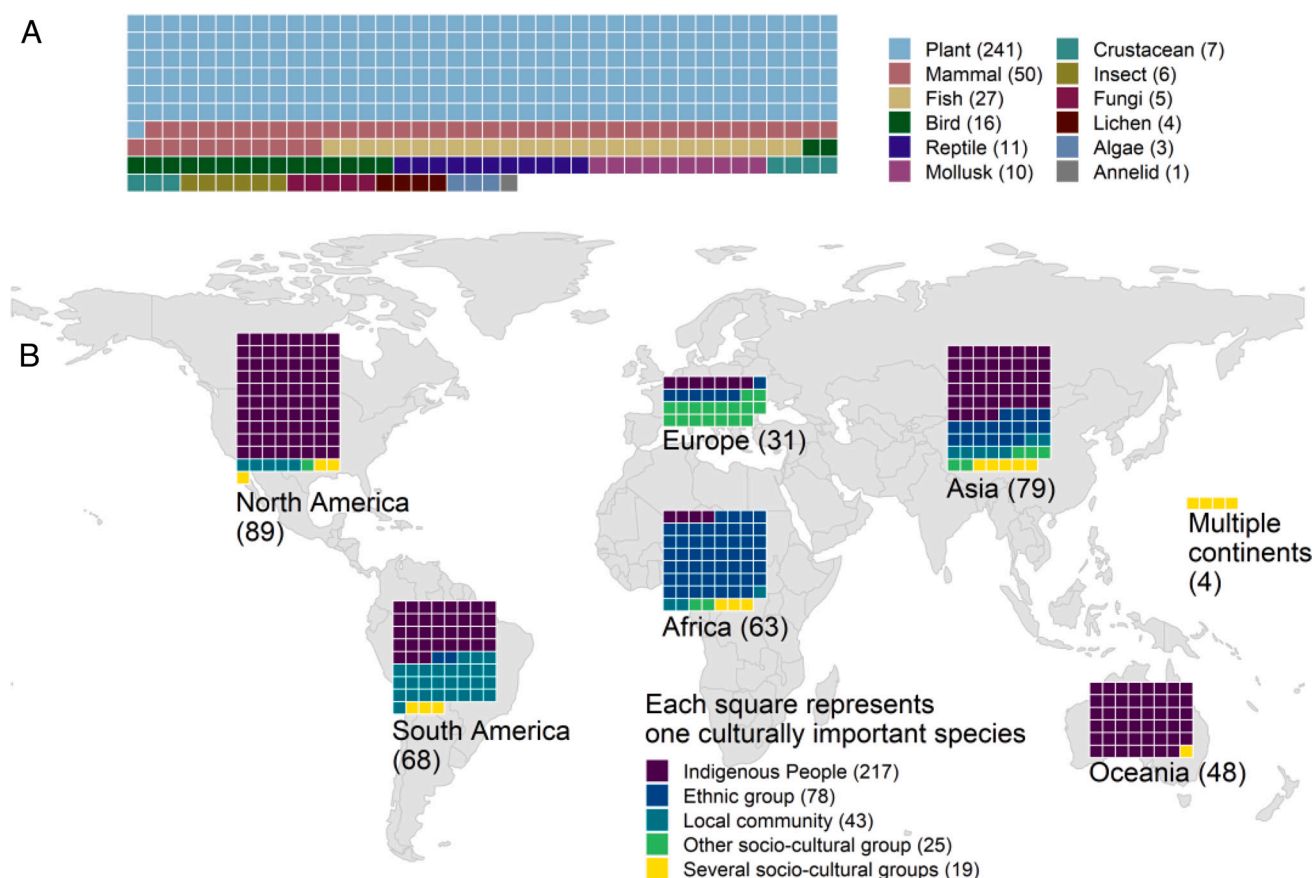 A
Plant (241)
Mammal (50)
Fish (27)
Bird (16)
Reptile (11)
Mollusk (10)
Crustacean (7)
Insect (6)
Fungi (5)
Lichen (4)
Algae (3)
Annelid (1)
B
North America
(89)
Europe (31)
Asia (79)
Multiple
continents
(4)
Africa (63)
South America
(68)
Oceania (48)
Each square represents
one culturally important species
Indigenous People (217)
Ethnic group (78)
Local community (43)
Other socio-cultural group (25)
Several socio-cultural groups (19)